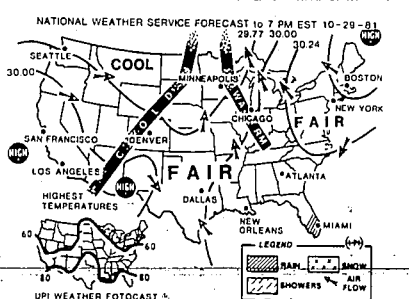 NATIONAL WEATHER SERVICE FORECAST to 7 PM EST 10-29-81
29.77 30.00
30.24
HIGH
SEATTLE
COOL
30.00
MINNEAPOLIS
BOSTON
NEW YORK
CHICAGO
FAIR
COLD
WARM
SAN FRANCISCO
DENVER
HIGH
LOS ANGELES
FAIR
ATLANTA
HIGH
HIGHEST
TEMPERATURES
DALLAS
NEW
ORLEANS
MIAMI
60
60
80
80
LEGEND
RAIN
SNOW
SHOWERS
AIR
FLOW
UPI WEATHER FOTOCAST